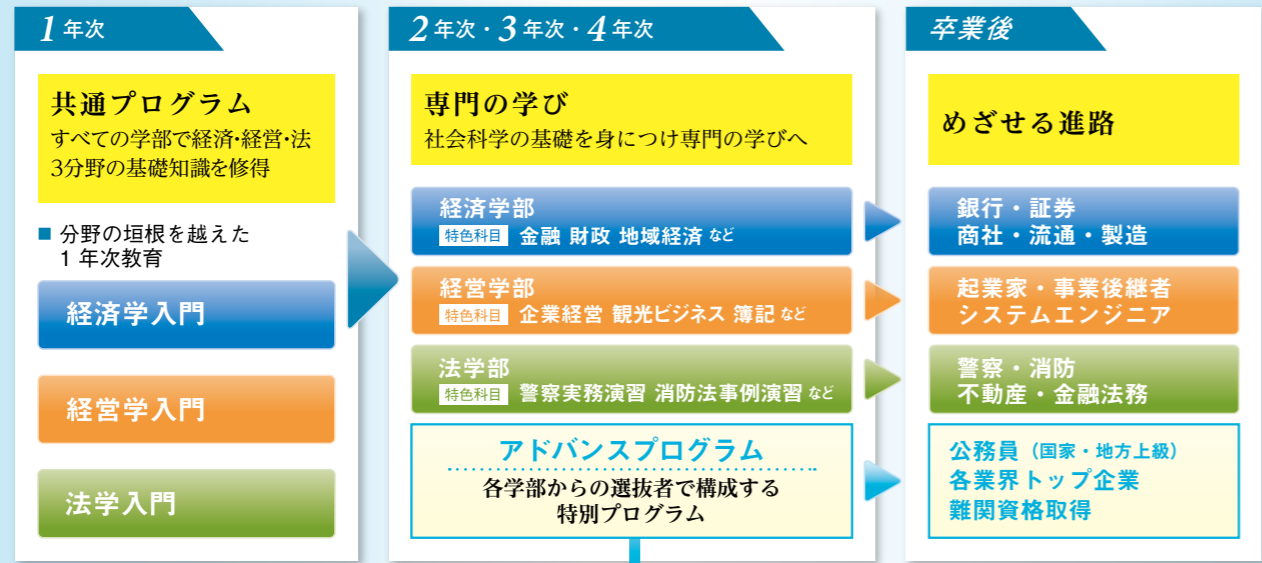 1年次
共通プログラム
すべての学部で経済・経営・法
3分野の基礎知識を修得
■ 分野の垣根を越えた
1年次教育
経済学入門
経営学入門
法学入門
2年次・3年次・4年次
専門の学び
社会科学の基礎を身につけ専門の学びへ
経済学部
特色科目 金融 財政 地域経済 など
経営学部
特色科目 企業経営 観光ビジネス 簿記 など
法学部
特色科目 警察実務演習 消防法事例演習 など
アドバンスプログラム
各学部からの選抜者で構成する
特別プログラム
卒業後
めざせる進路
銀行・証券
商社・流通・製造
起業家・事業後継者
システムエンジニア
警察・消防
不動産・金融法務
公務員（国家・地方上級）
各業界トップ企業
難関資格取得